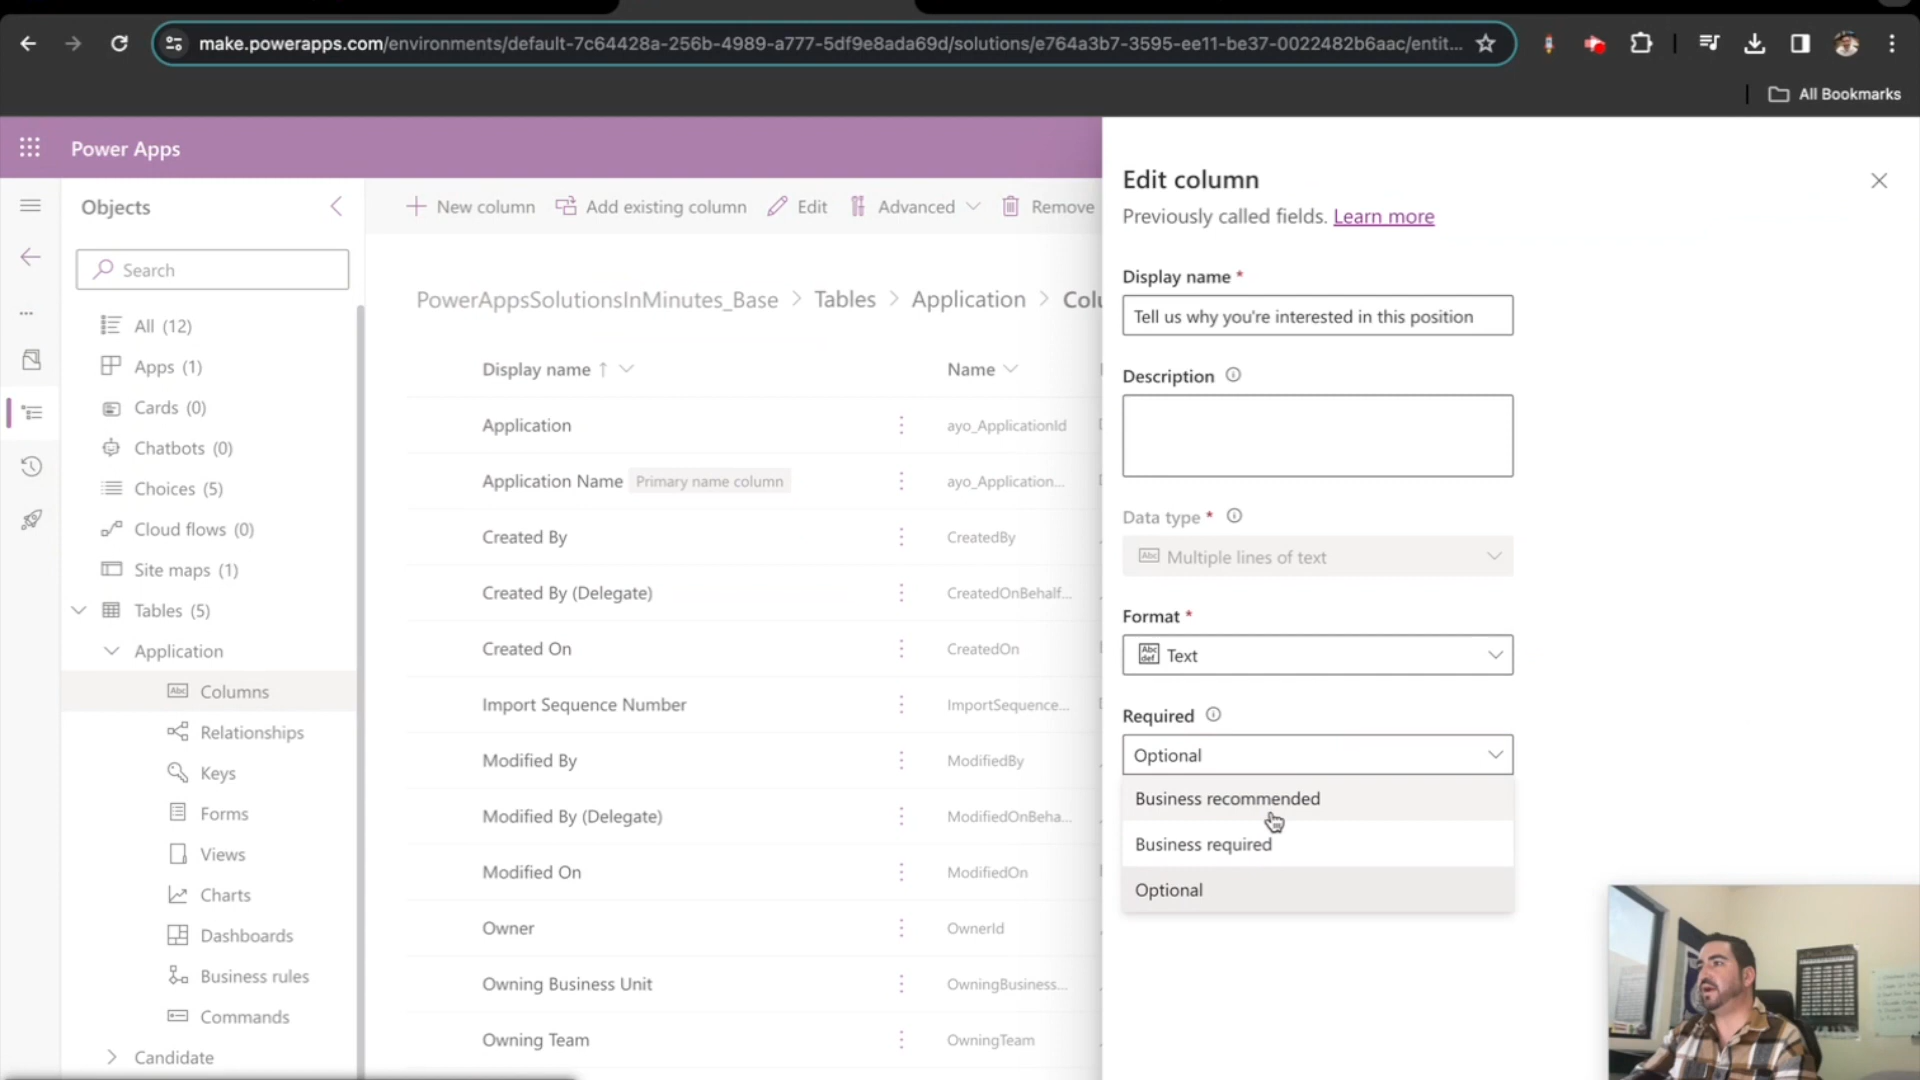 make.powerapps.com/environments/default-7c64428a-256b-4989-a777-5df9e8ada69d/solutions/e764a3b7-3595-ee11-be37-0022482b6aac/entit...
All Bookmarks
Power Apps
Objects
Search
All (12)
Apps (1)
Cards (0)
Chatbots (0)
Choices (5)
Cloud flows (0)
Site maps (1)
Tables (5)
Application
Columns
Relationships
Keys
Forms
Views
Charts
Dashboards
Business rules
Commands
Candidate
New column
Add existing column
Edit
Advanced
Remove
PowerAppsSolutionsInMinutes_Base > Tables > Application >
Display name ↑
Name
Application
ayo_ApplicationId
Application Name
Primary name column
ayo_Application...
Created By
CreatedBy
Created By (Delegate)
CreatedOnBehalf...
Created On
CreatedOn
Import Sequence Number
ImportSequence...
Modified By
ModifiedBy
Modified By (Delegate)
ModifiedOnBeha...
Modified On
ModifiedOn
Owner
OwnerId
Owning Business Unit
OwningBusiness...
Owning Team
OwningTeam
Edit column
Previously called fields. Learn more
Display name *
Tell us why you're interested in this position
Description
Data type *
Abc Multiple lines of text
Format *
Abc def Text
Required
Optional
Business recommended
Business required
Optional